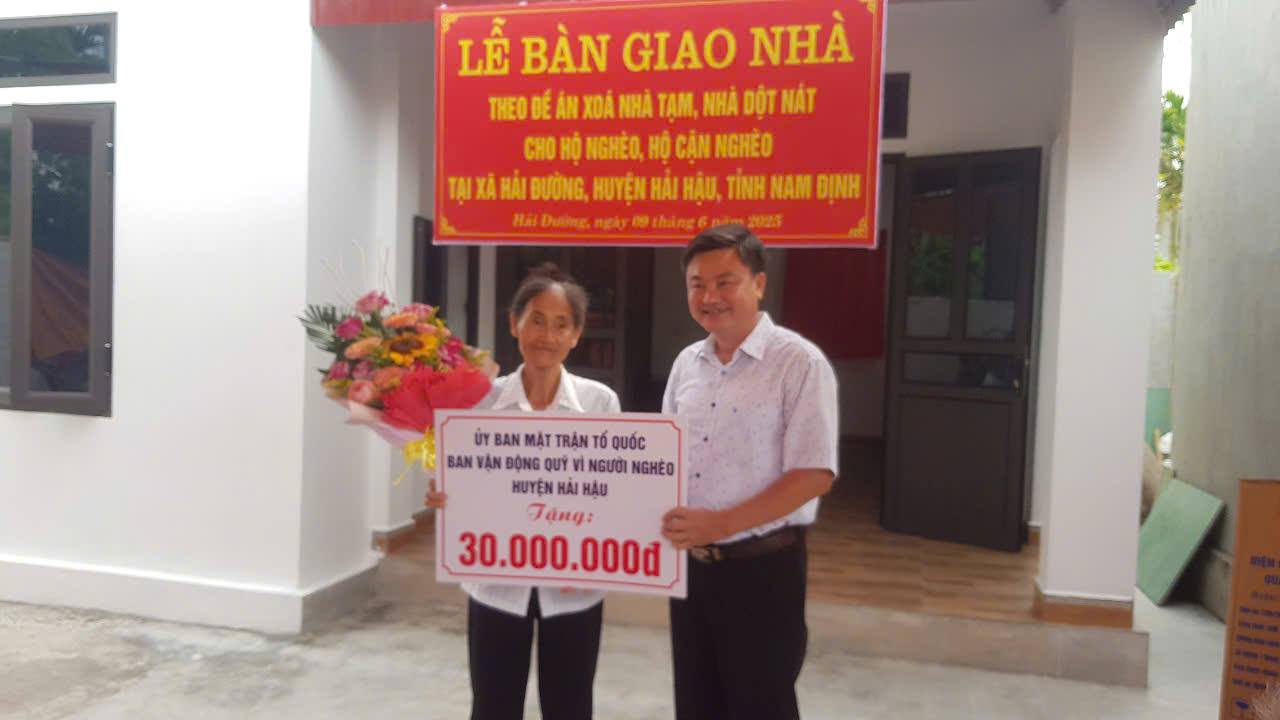 LỄ BÀN GIAO NHÀ
THEO ĐỀ ÁN XOÁ NHÀ TẠM, NHÀ DỘT NÁT
CHO HỘ NGHÈO, HỘ CẬN NGHÈO
TẠI XÃ HẢI ĐƯỜNG, HUYỆN HẢI HẬU, TỈNH NAM ĐỊNH
Hải Đường, ngày 09 tháng 6 năm 2025
ỦY BAN MẶT TRẬN TỔ QUỐC
BAN VẬN ĐỘNG QUỸ VÌ NGƯỜI NGHÈO
HUYỆN HẢI HẬU
Tặng:
30.000.000đ